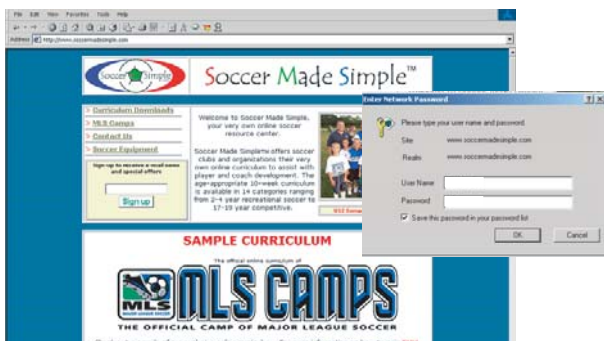 File Edit View Favorites Tools Help
Address http://www.soccermadesimple.com
Soccer Simple
Soccer Made Simple™
> Curriculum Downloads
> MLS Camps
> Contact Us
> Soccer Equipment
Sign up to receive e-mail news
and special offers
Sign up
Welcome to Soccer Made Simple,
your very own online soccer
resource center.
Soccer Made Simpletm offers soccer
clubs and organizations their very
own online curriculum to assist with
player and coach development. The
age-appropriate 10-week curriculum
is available in 14 categories ranging
from 2-4 year recreational soccer to
17-19 year competitive.
Enter Network Password
Please type your user name and password.
Site www.soccermadesimple.com
Realm www.soccermadesimple.com
User Name
Password
Save this password in your password list
OK Cancel
SAMPLE CURRICULUM
The official online curriculum of
MLS
MAJOR LEAGUE SOCCER
MLS CAMPS
THE OFFICIAL CAMP OF MAJOR LEAGUE SOCCER